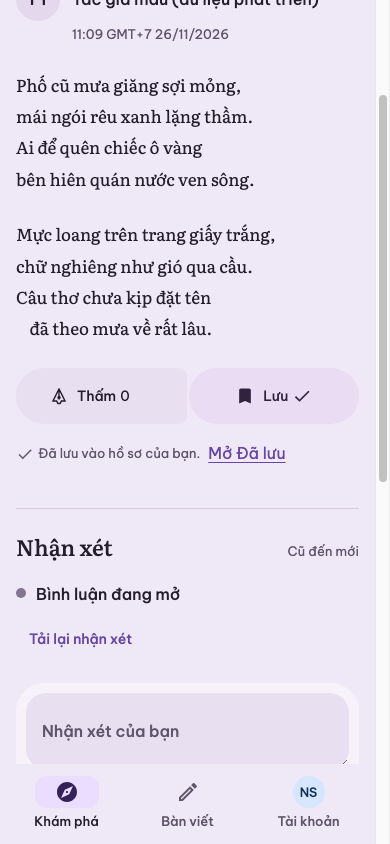 11:09 GMT+7 26/11/2026
Phố cũ mưa giăng sợi mỏng,
mái ngói rêu xanh lặng thầm.
Ai để quên chiếc ô vàng
bên hiên quán nước ven sông.
Mực loang trên trang giấy trắng,
chữ nghiêng như gió qua cầu.
Câu thơ chưa kịp đặt tên
đã theo mưa về rất lâu.
Thấm 0
Lưu
Đã lưu vào hồ sơ của bạn. Mở Đã lưu
Nhận xét
Cũ đến mới
Bình luận đang mở
Tải lại nhận xét
Nhận xét của bạn
Khám phá
Bàn viết
NS
Tài khoản